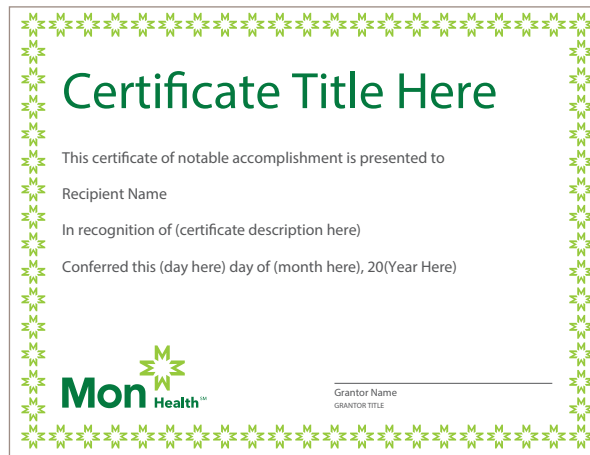 Certificate Title Here
This certificate of notable accomplishment is presented to
Recipient Name
In recognition of (certificate description here)
Conferred this (day here) day of (month here), 20(Year Here)
Mon Health℠
Grantor Name
GRANTOR TITLE